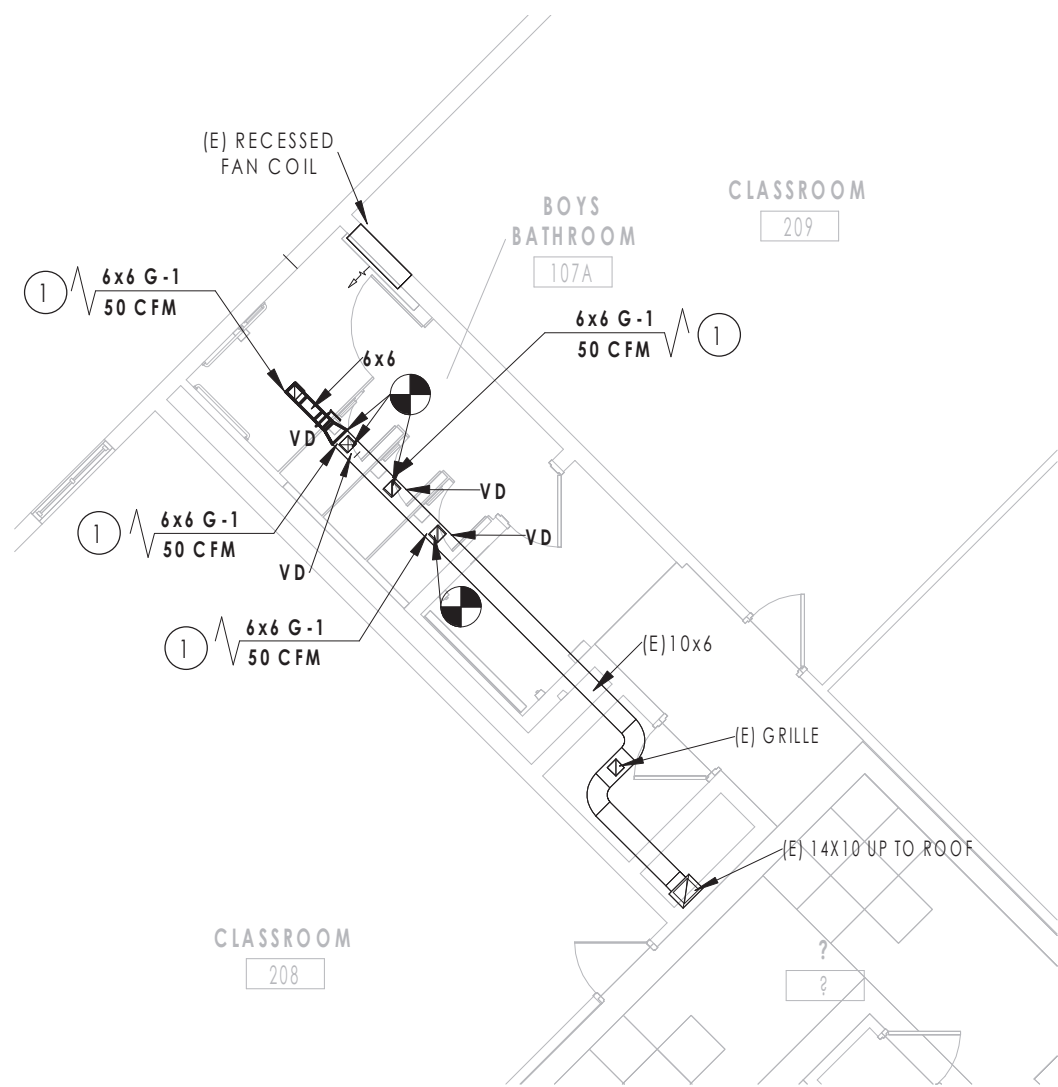 (E) RECESSED
FAN COIL
BOYS
BATHROOM
107A
CLASSROOM
209
1
6x6 G-1
50 CFM
6x6 G-1
50 CFM
1
6x6
VD
VD
VD
1
6x6 G-1
50 CFM
VD
1
6x6 G-1
50 CFM
(E)10x6
(E) GRILLE
(E) 14X10 UP TO ROOF
CLASSROOM
208
?
?